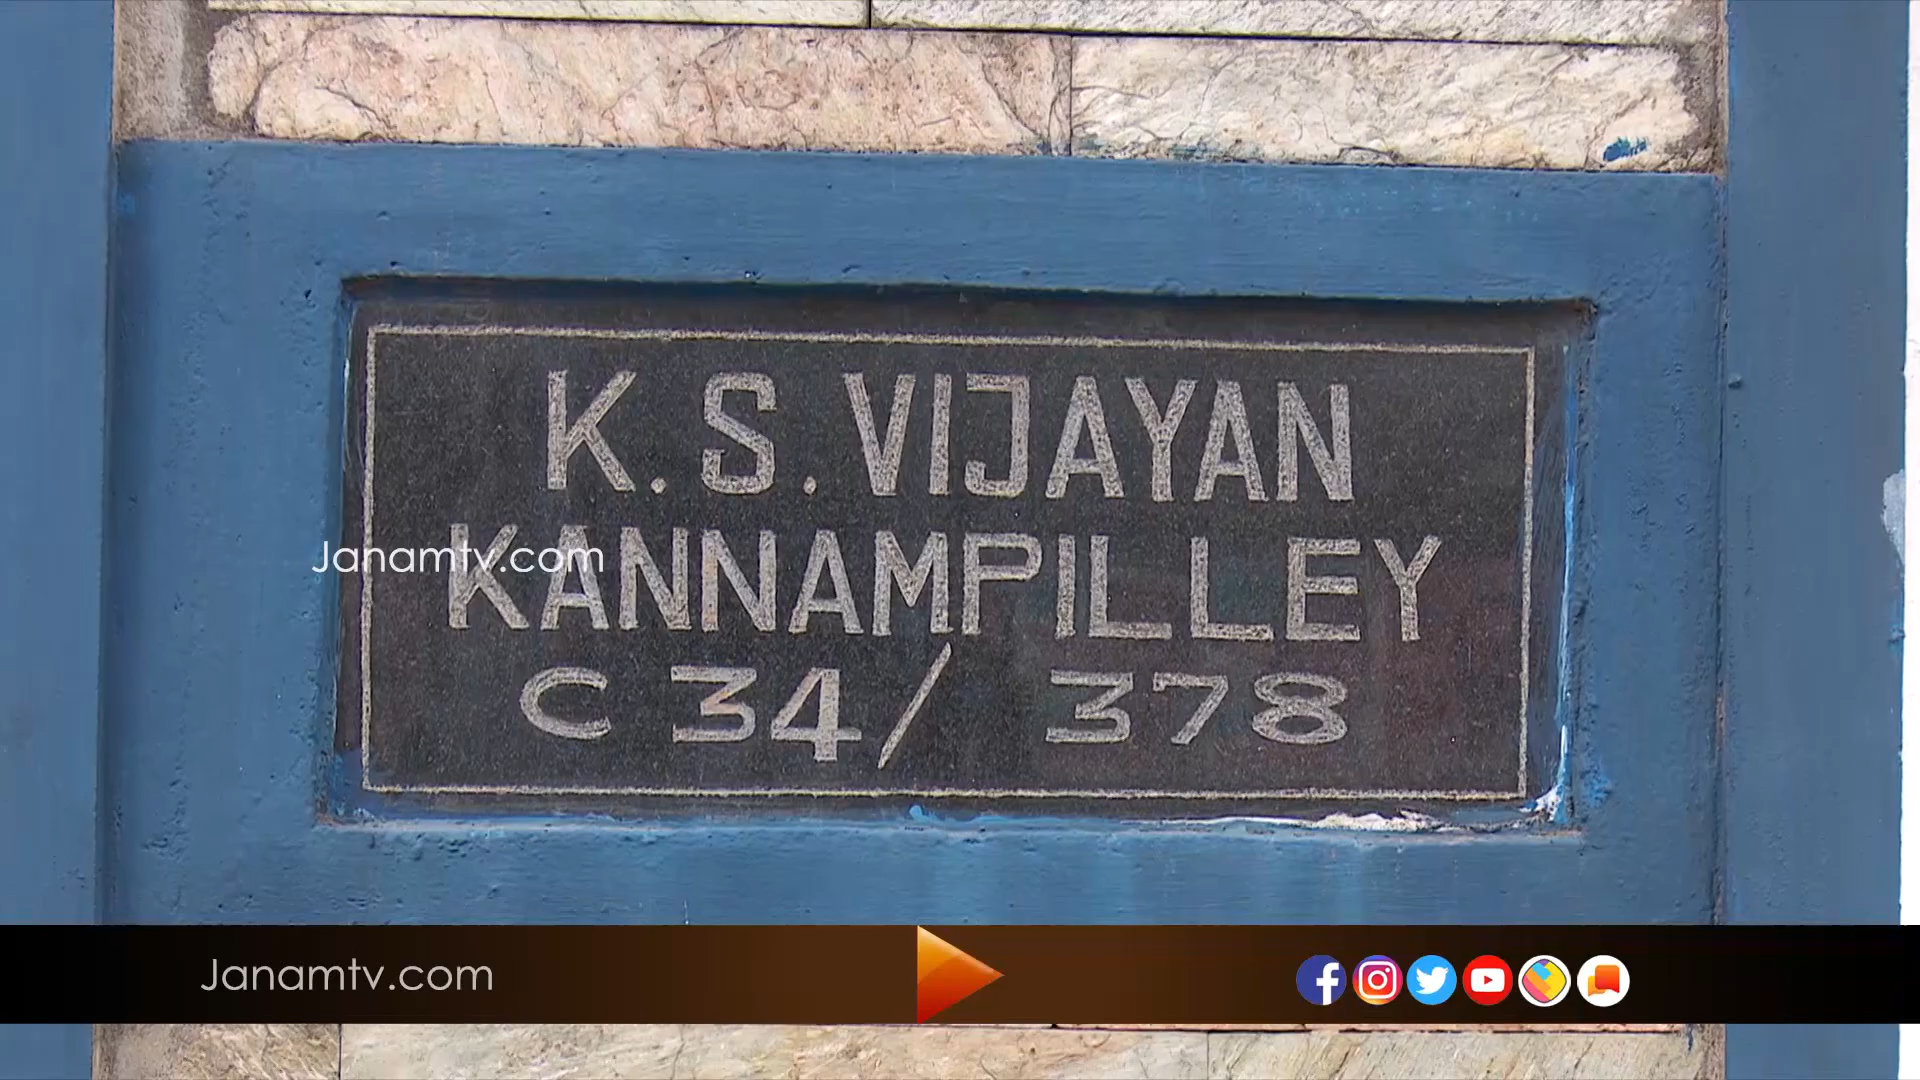 K. S. VIJAYAN
KANNAMPILLEY
C 34 / 378
Janamtv.com
Janamtv.com